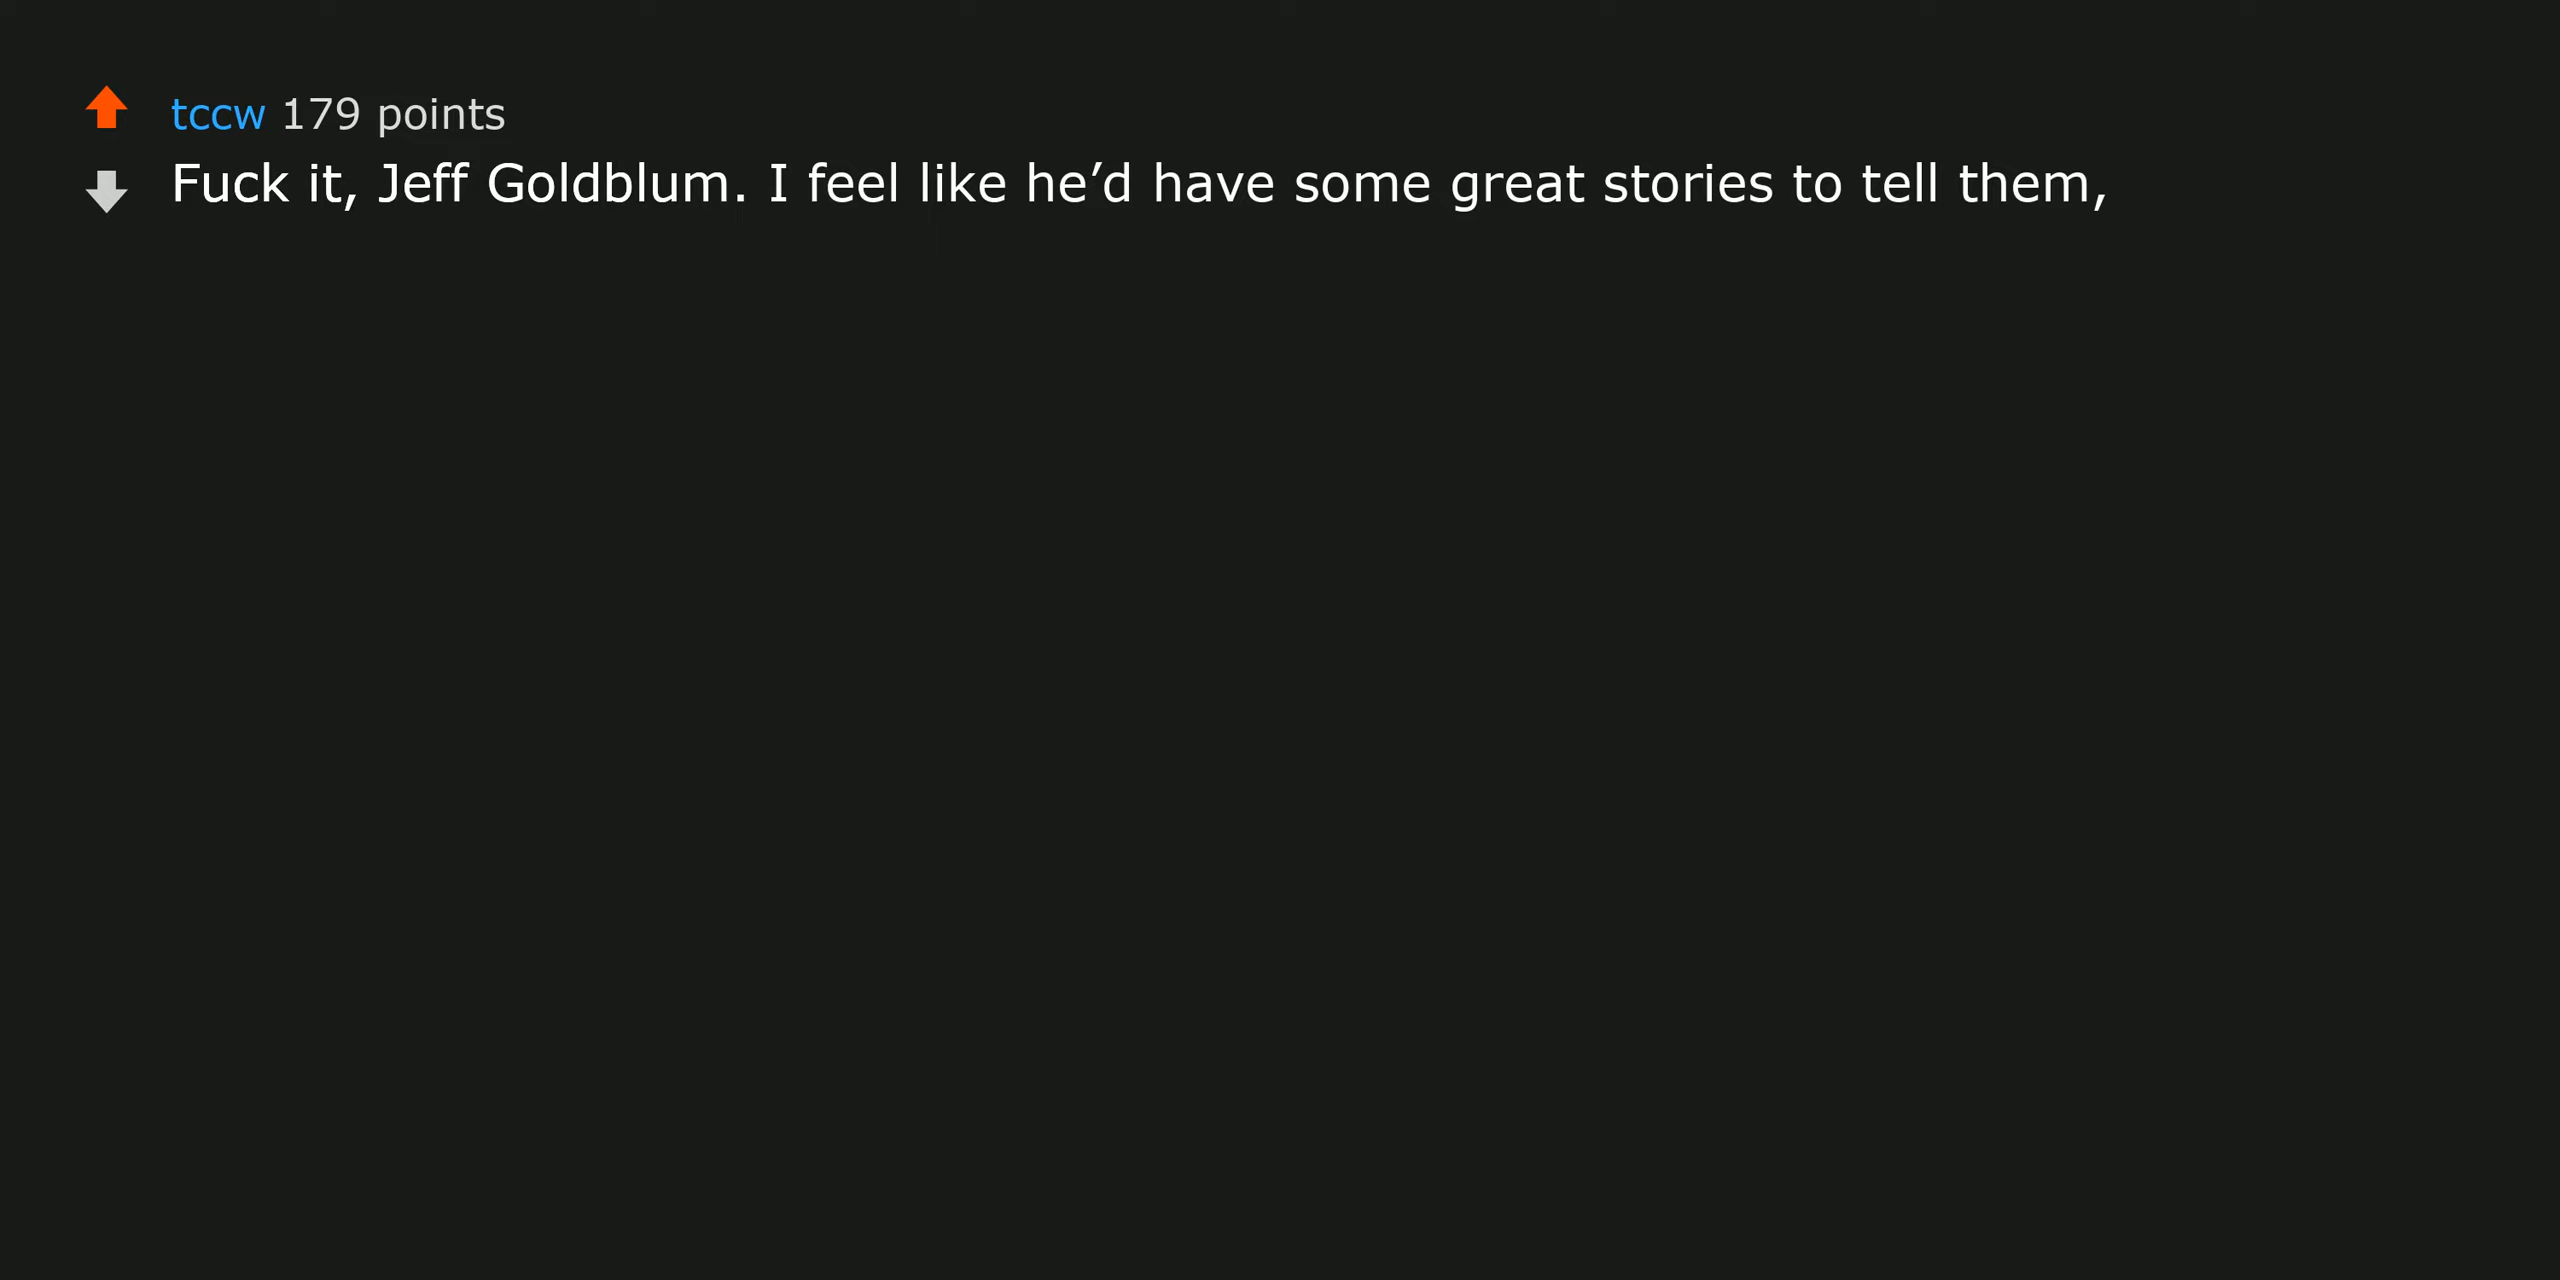 tccw 179 points
Fuck it, Jeff Goldblum. I feel like he’d have some great stories to tell them,